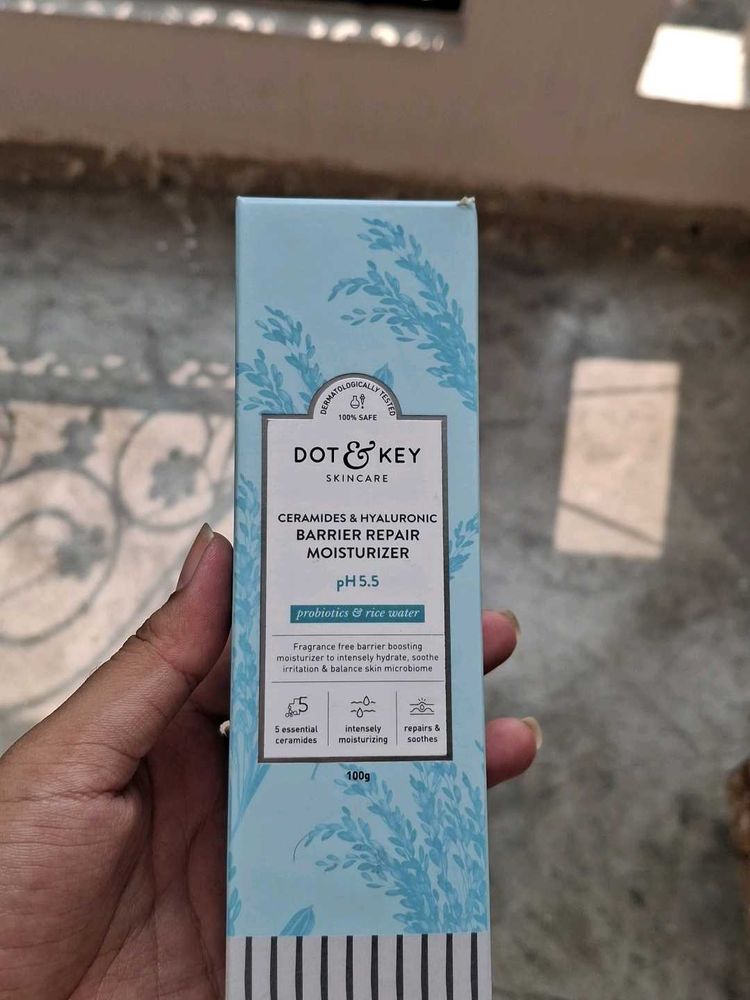 DERMATOLOGICALLY TESTED
100% SAFE
DOT & KEY
SKINCARE
CERAMIDES & HYALURONIC
BARRIER REPAIR
MOISTURIZER
pH 5.5
probiotics & rice water
Fragrance free barrier boosting
moisturizer to intensely hydrate, soothe
irritation & balance skin microbiome
5
5 essential
ceramides
intensely
moisturizing
repairs &
soothes
100g